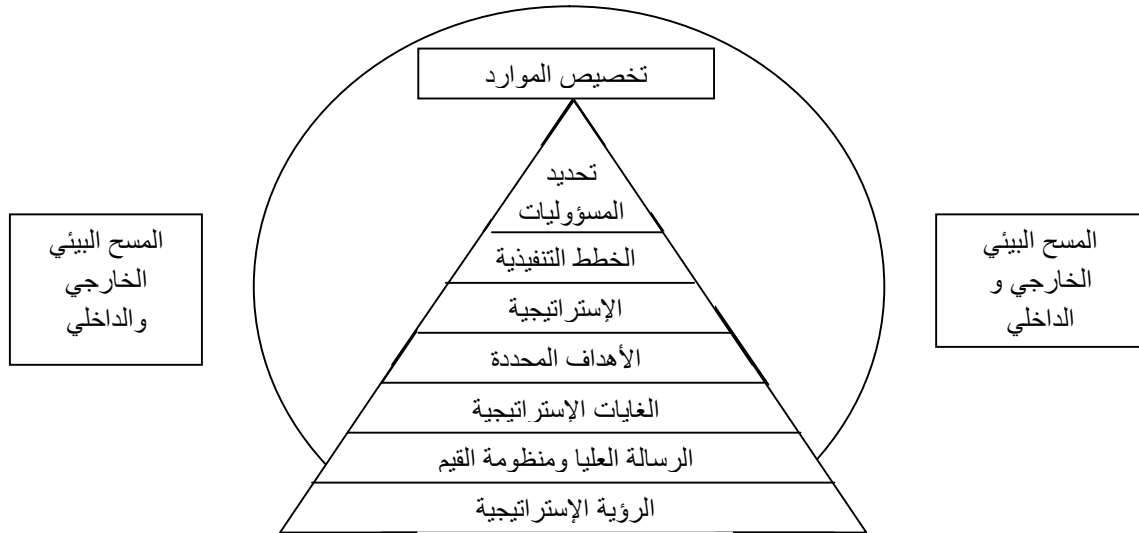 تخصيص الموارد
تحديد
المسؤوليات
المسح البيئي
الخارجي و
الداخلي
المسح البيئي
الخارجي
والداخلي
الخطط التنفيذية
الإستراتيجية
الأهداف المحددة
الغايات الإستراتيجية
الرسالة العليا ومنظومة القيم
الرؤية الإستراتيجية